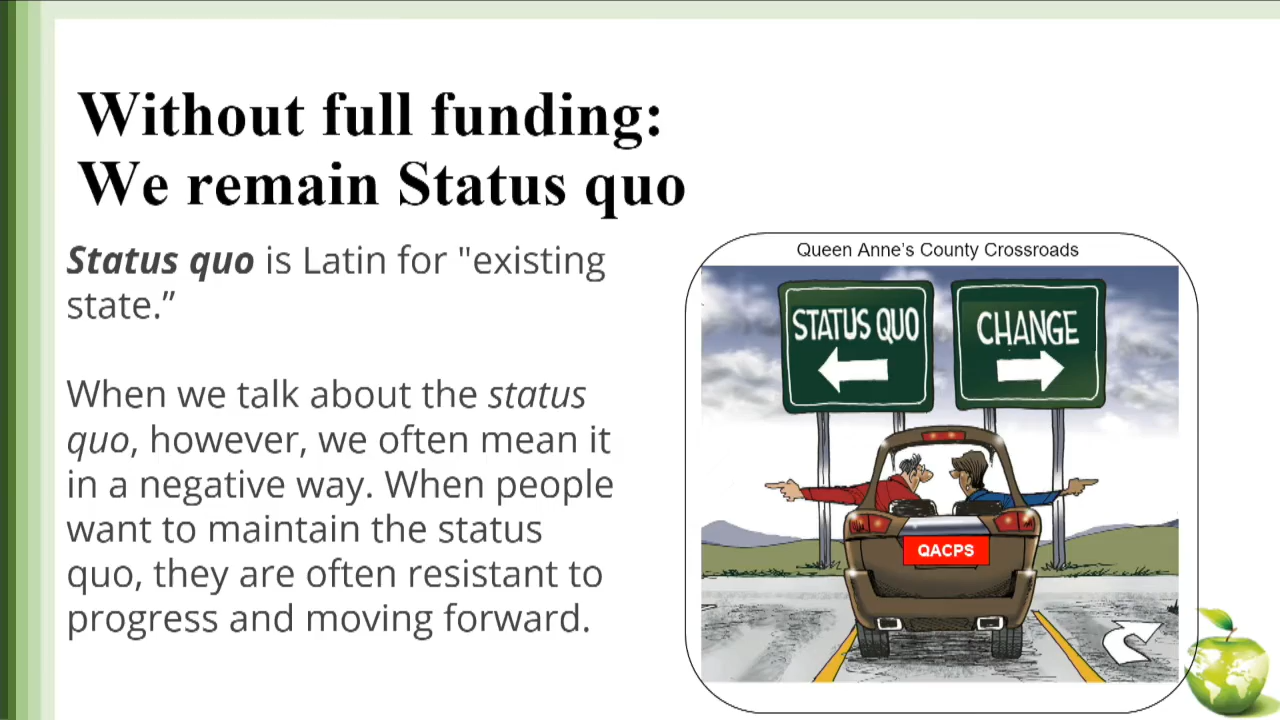 Without full funding:
We remain Status quo
Status quo is Latin for "existing
state.”
When we talk about the status
quo, however, we often mean it
in a negative way. When people
want to maintain the status
quo, they are often resistant to
progress and moving forward.
Queen Anne's County Crossroads
STATUS QUO
CHANGE
QACPS